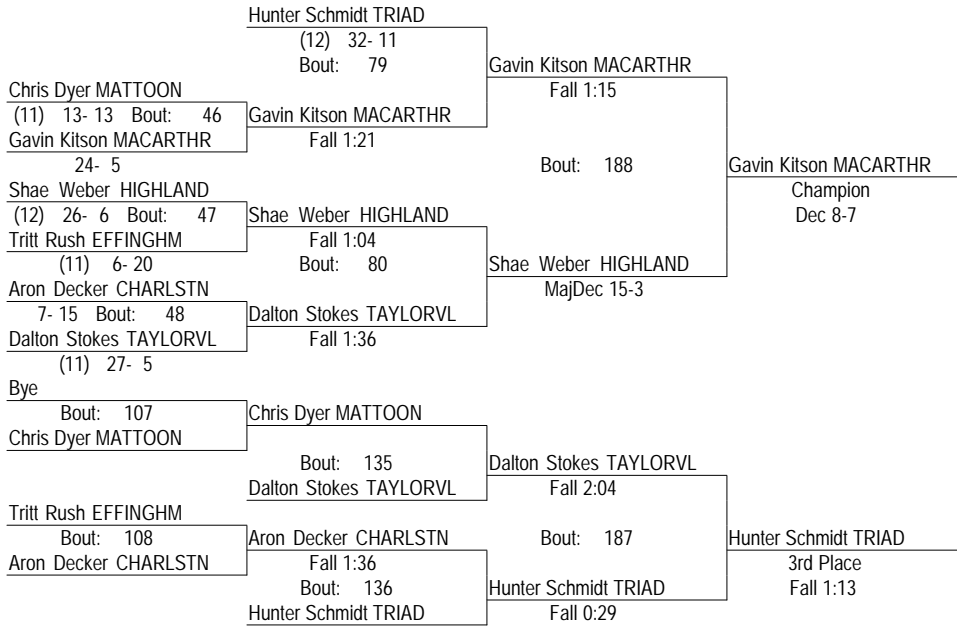 Hunter Schmidt TRIAD
(12) 32- 11
Bout: 79
Gavin Kitson MACARTHR
Fall 1:15
Chris Dyer MATTOON
(11) 13- 13 Bout: 46
Gavin Kitson MACARTHR
Gavin Kitson MACARTHR
Fall 1:21
24- 5
Bout: 188
Gavin Kitson MACARTHR
Champion
Dec 8-7
Shae Weber HIGHLAND
(12) 26- 6 Bout: 47
Shae Weber HIGHLAND
Tritt Rush EFFINGHM
Fall 1:04
(11) 6- 20
Bout: 80
Shae Weber HIGHLAND
MajDec 15-3
Aron Decker CHARLSTN
7- 15 Bout: 48
Dalton Stokes TAYLORVL
Dalton Stokes TAYLORVL
Fall 1:36
(11) 27- 5
Bye
Bout: 107
Chris Dyer MATTOON
Chris Dyer MATTOON
Bout: 135
Dalton Stokes TAYLORVL
Dalton Stokes TAYLORVL
Fall 2:04
Tritt Rush EFFINGHM
Bout: 108
Aron Decker CHARLSTN
Bout: 187
Hunter Schmidt TRIAD
Aron Decker CHARLSTN
Fall 1:36
3rd Place
Bout: 136
Hunter Schmidt TRIAD
Fall 1:13
Hunter Schmidt TRIAD
Fall 0:29